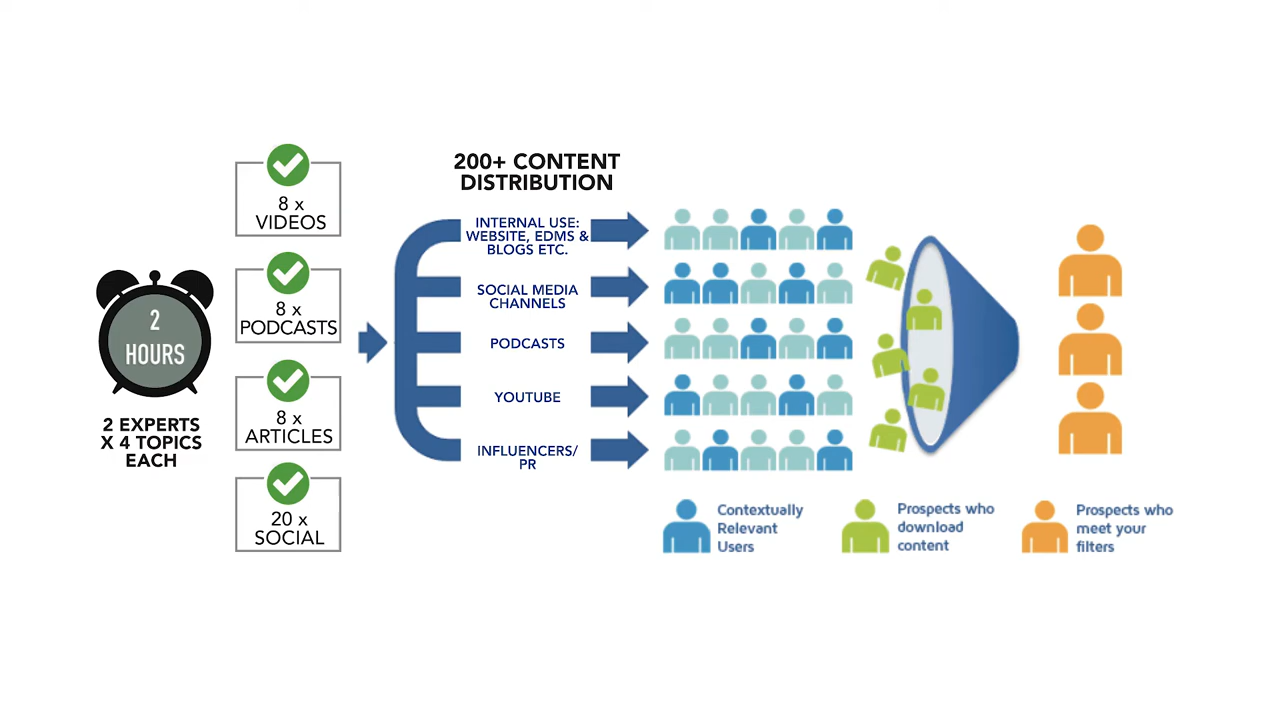 2
HOURS
2 EXPERTS
X 4 TOPICS
EACH
8 x
VIDEOS
8 x
PODCASTS
8 x
ARTICLES
20 x
SOCIAL
200+ CONTENT
DISTRIBUTION
INTERNAL USE:
WEBSITE, EDMS &
BLOGS ETC.
SOCIAL MEDIA
CHANNELS
PODCASTS
YOUTUBE
INFLUENCERS/
PR
Contextually
Relevant
Users
Prospects who
download
content
Prospects who
meet your
filters